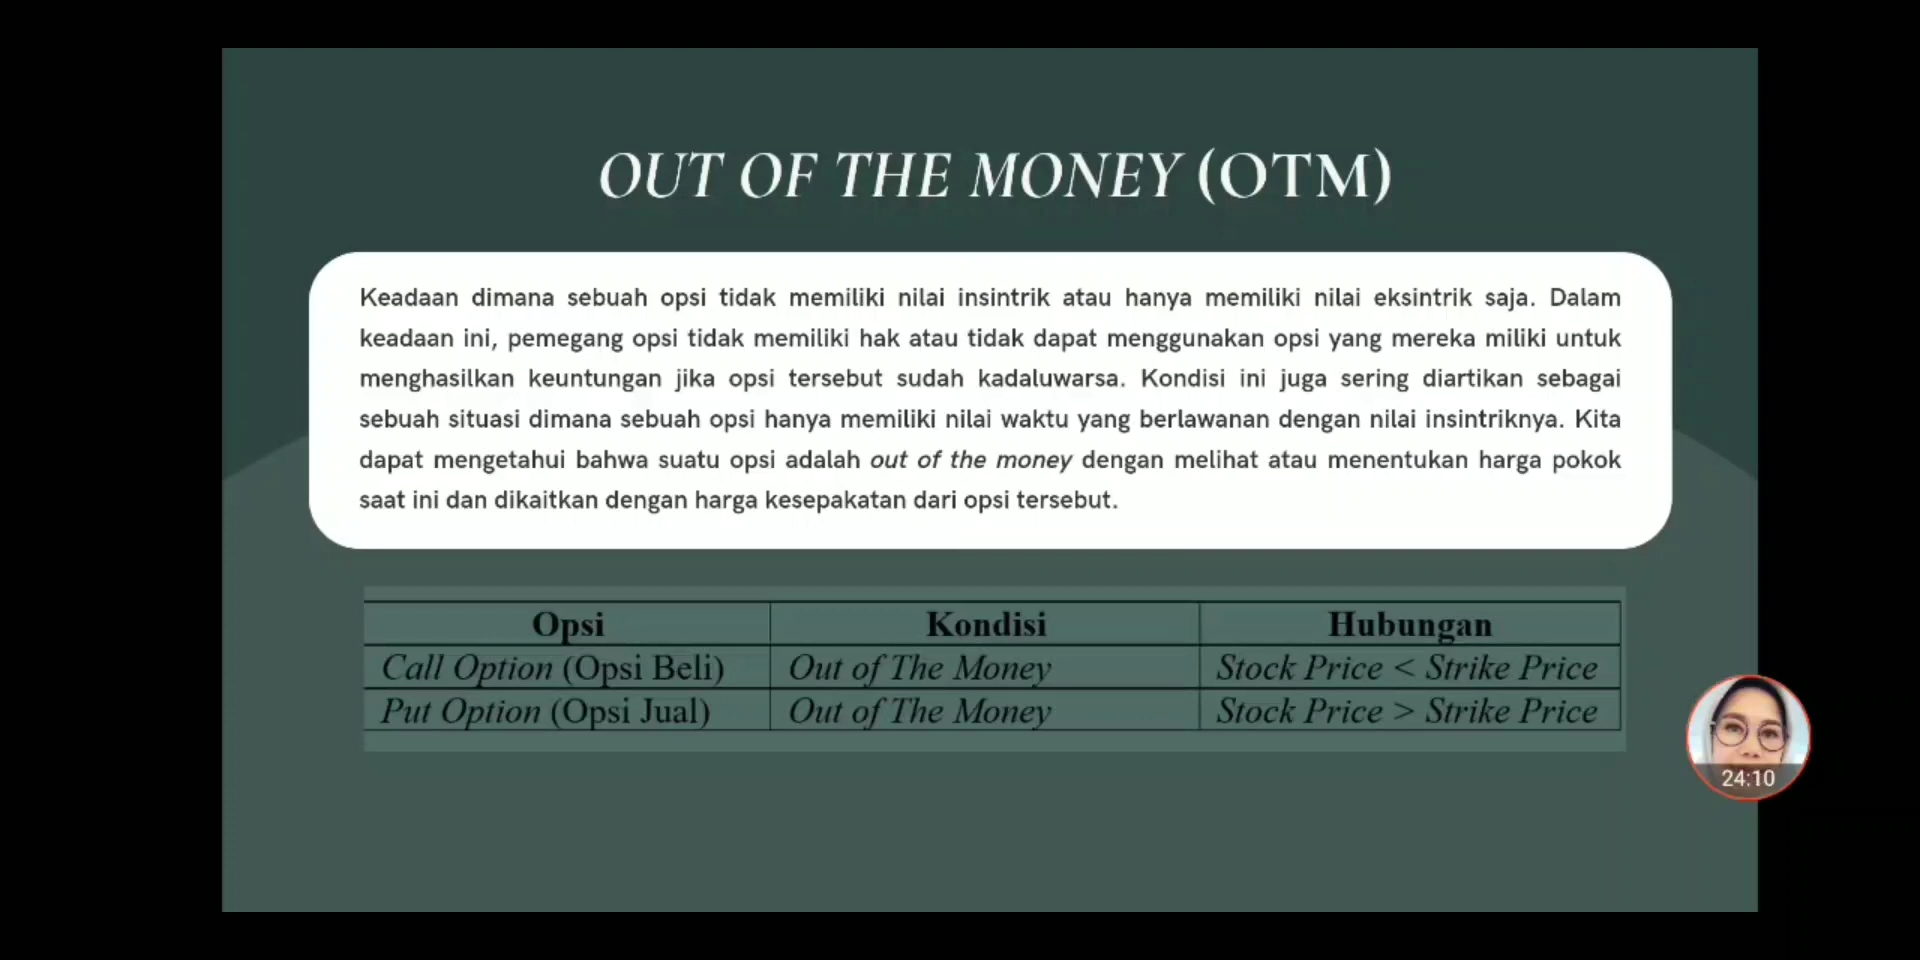 OUT OF THE MONEY (OTM)
Keadaan dimana sebuah opsi tidak memiliki nilai insintrik atau hanya memiliki nilai eksintrik saja. Dalam
keadaan ini, pemegang opsi tidak memiliki hak atau tidak dapat menggunakan opsi yang mereka miliki untuk
menghasilkan keuntungan jika opsi tersebut sudah kadaluwarsa. Kondisi ini juga sering diartikan sebagai
sebuah situasi dimana sebuah opsi hanya memiliki nilai waktu yang berlawanan dengan nilai insintriknya. Kita
dapat mengetahui bahwa suatu opsi adalah out of the money dengan melihat atau menentukan harga pokok
saat ini dan dikaitkan dengan harga kesepakatan dari opsi tersebut.
Opsi Kondisi Hubungan
Call Option (Opsi Beli) Out of The Money Stock Price < Strike Price
Put Option (Opsi Jual) Out of The Money Stock Price > Strike Price
24:10